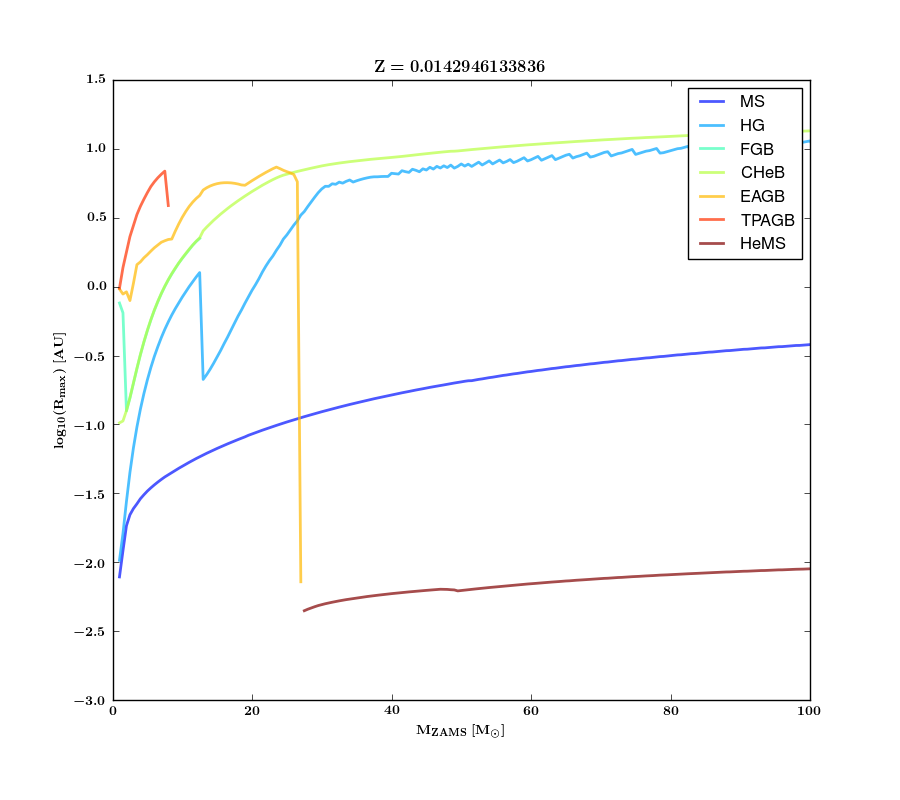 Z = 0.0142946133836
1.5
1.0
0.5
0.0
−0.5
−1.0
−1.5
−2.0
−2.5
−3.0
log10(Rmax) [AU]
MS
HG
FGB
CHeB
EAGB
TPAGB
HeMS
0 20 40 60 80 100
MZAMS [M⊙]